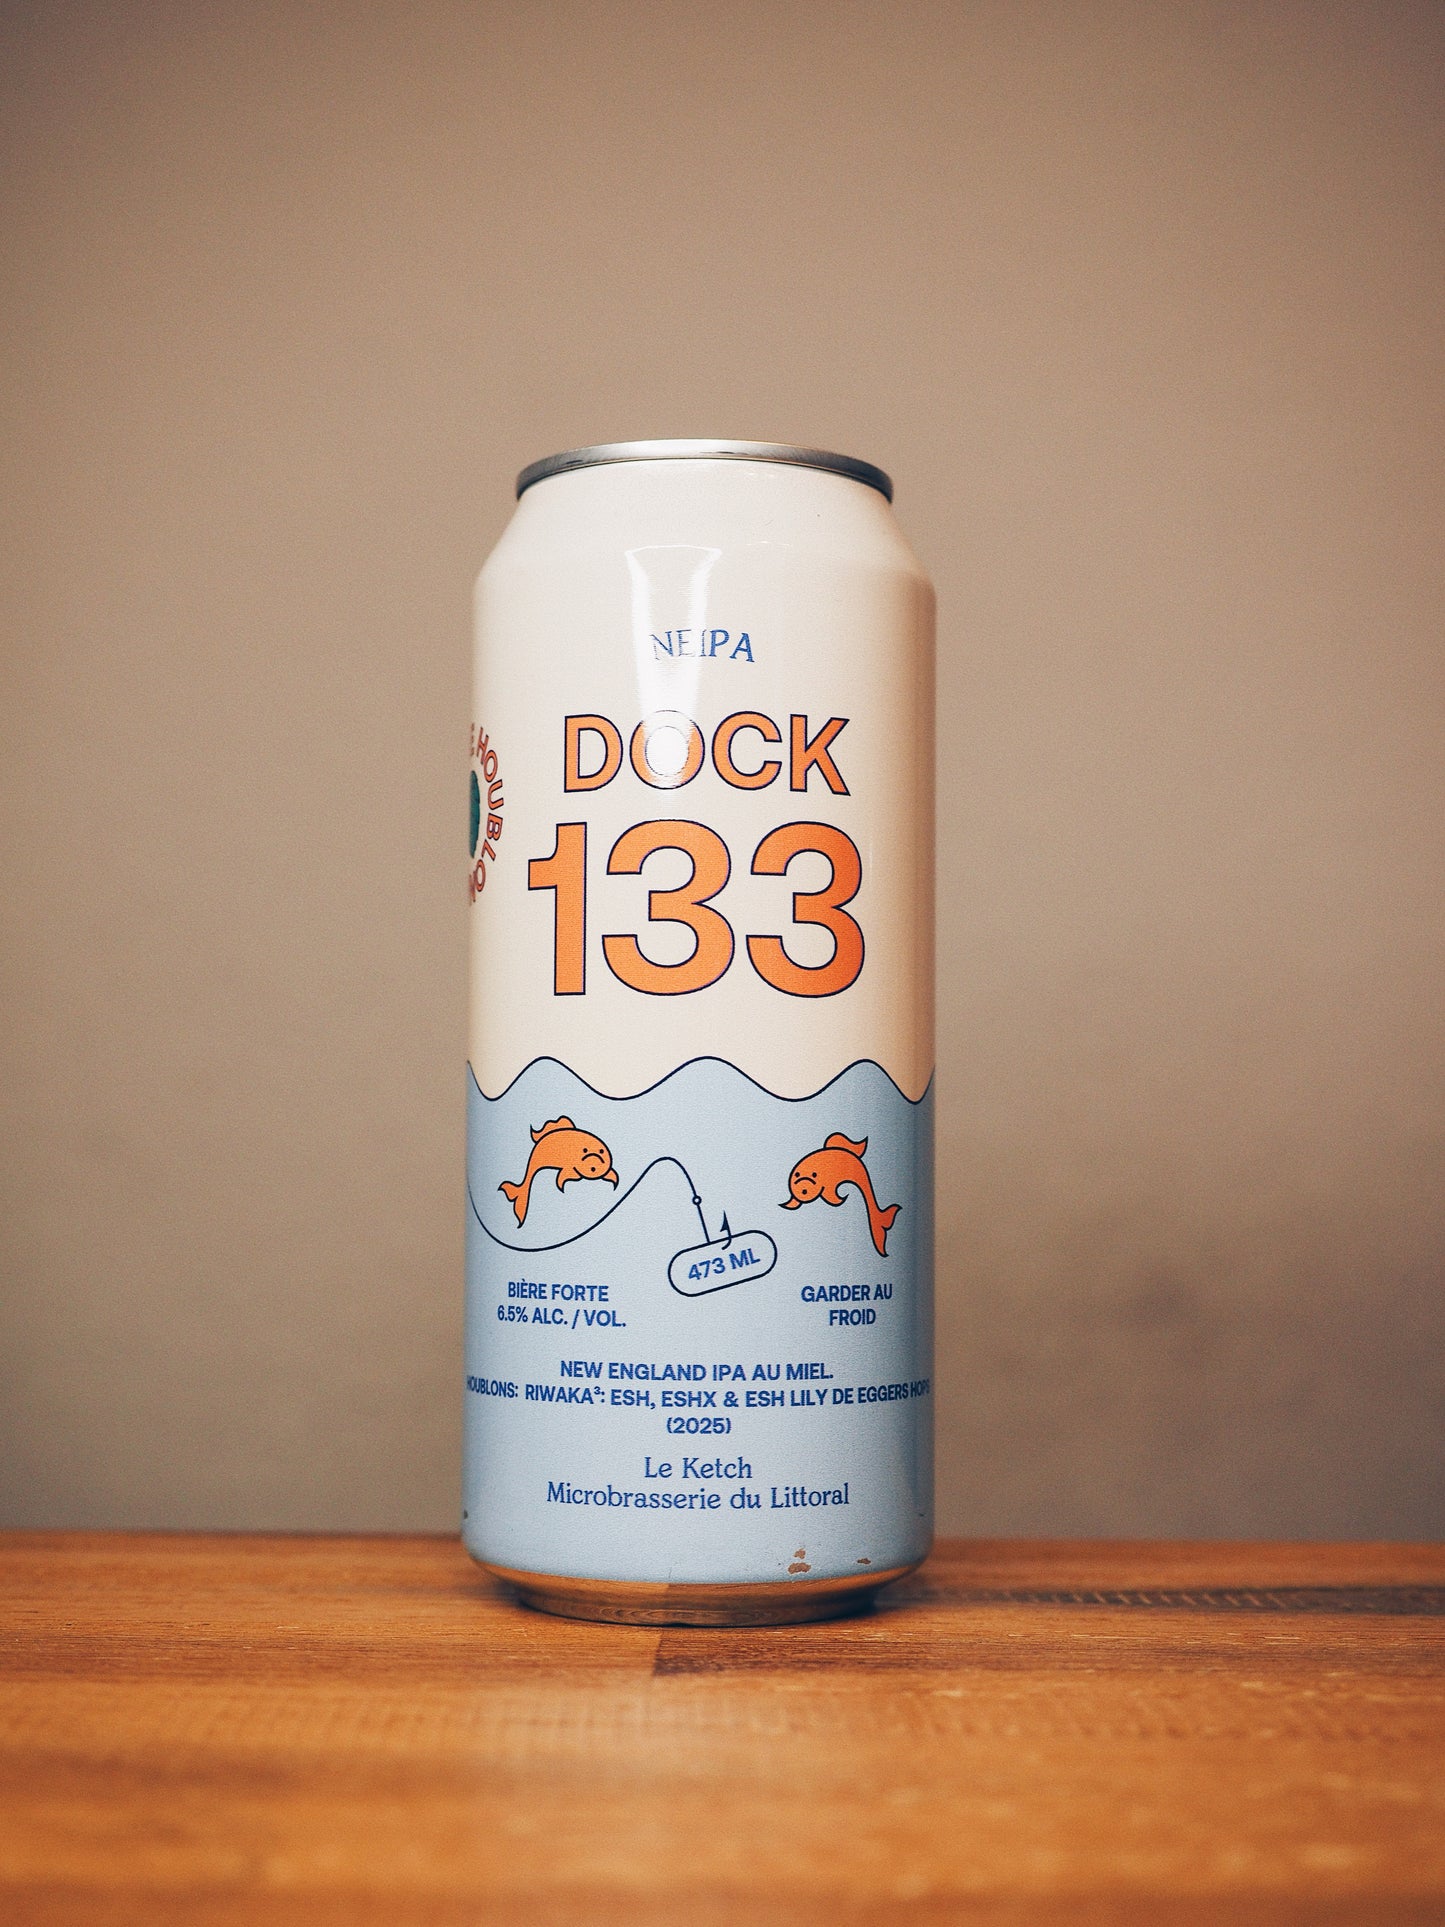 NEIPA
DOCK
133
HOUBLO
473 ML
BIÈRE FORTE
6.5% ALC. / VOL.
GARDER AU
FROID
NEW ENGLAND IPA AU MIEL.
HOUBLONS: RIWAKA³: ESH, ESHX & ESH LILY DE EGGERS HOPS
(2025)
Le Ketch
Microbrasserie du Littoral